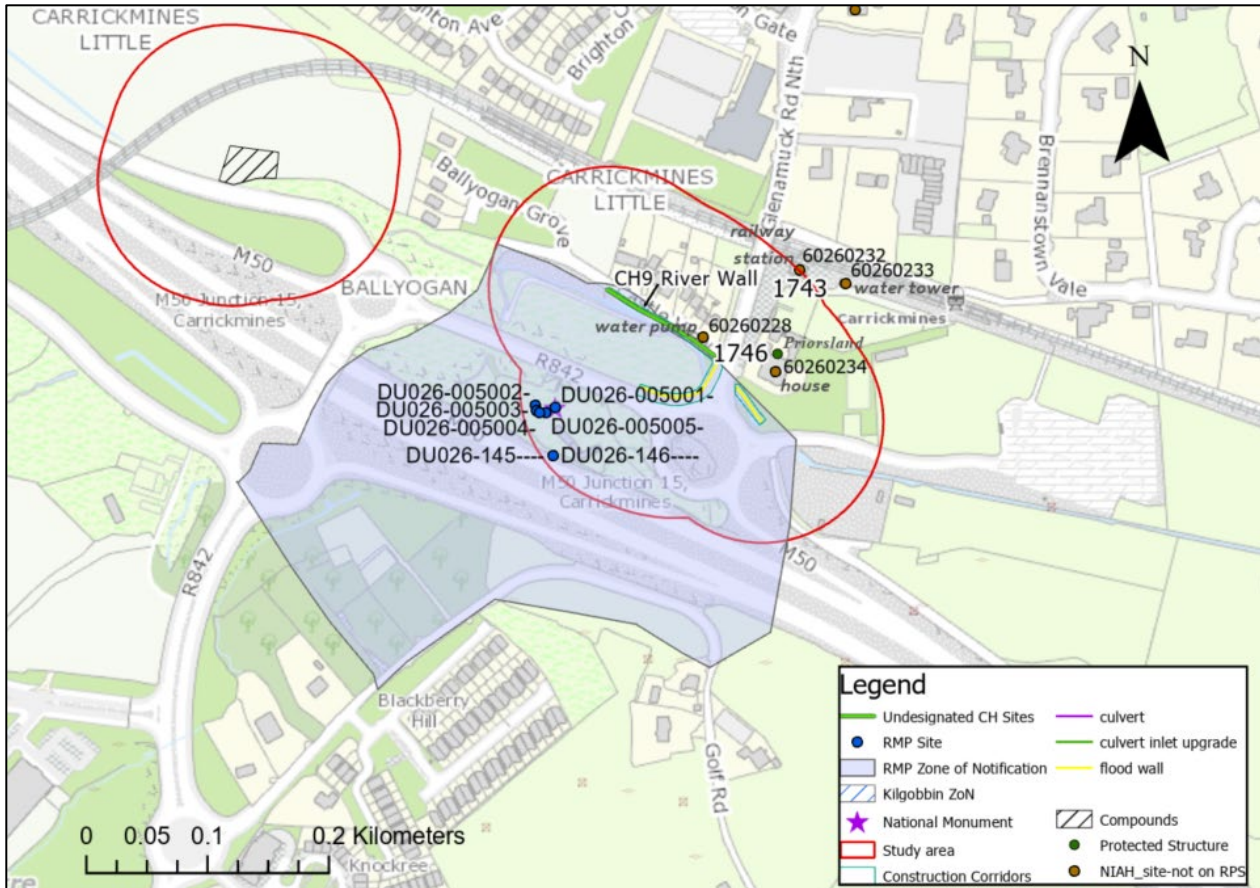 CARRICKMINES
LITTLE
Brighton
Gate
N
Glenamuck Rd Nth
Brennanstown Vale
Ballyogan Grove
CARRICKMINES
LITTLE
railway
station
60260232
1743
60260233
water tower
Carrickmines
M50
M50 Junction 15,
Carrickmines
BALLYOGAN
CH9 River Wall
water pump
60260228
1746
Priorsland
60260234
house
R842
DU026-005002-
DU026-005001-
DU026-005003-
DU026-005004-
DU026-005005-
DU026-145----
DU026-146----
M50 Junction 15,
Carrickmines
M50
R842
Blackberry
Hill
Golf Rd
Knockree
0 0.05 0.1 0.2 Kilometers
Legend
Undesignated CH Sites
RMP Site
RMP Zone of Notification
Kilgobbin ZoN
National Monument
Study area
Construction Corridors
culvert
culvert inlet upgrade
flood wall
Compounds
Protected Structure
NIAH_site-not on RPS